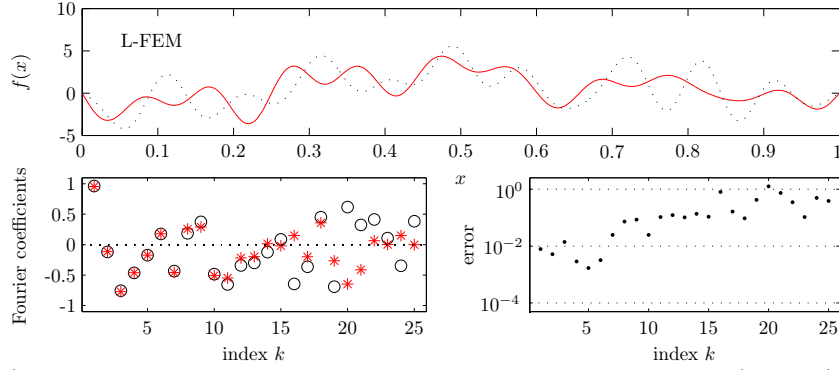 10
5
0
-5
f(x)
L-FEM
0 0.1 0.2 0.3 0.4 0.5 0.6 0.7 0.8 0.9 1
x
Fourier coefficients
1
0.5
0
-0.5
-1
5 10 15 20 25
index k
error
10^0
10^−2
10^−4
5 10 15 20 25
index k